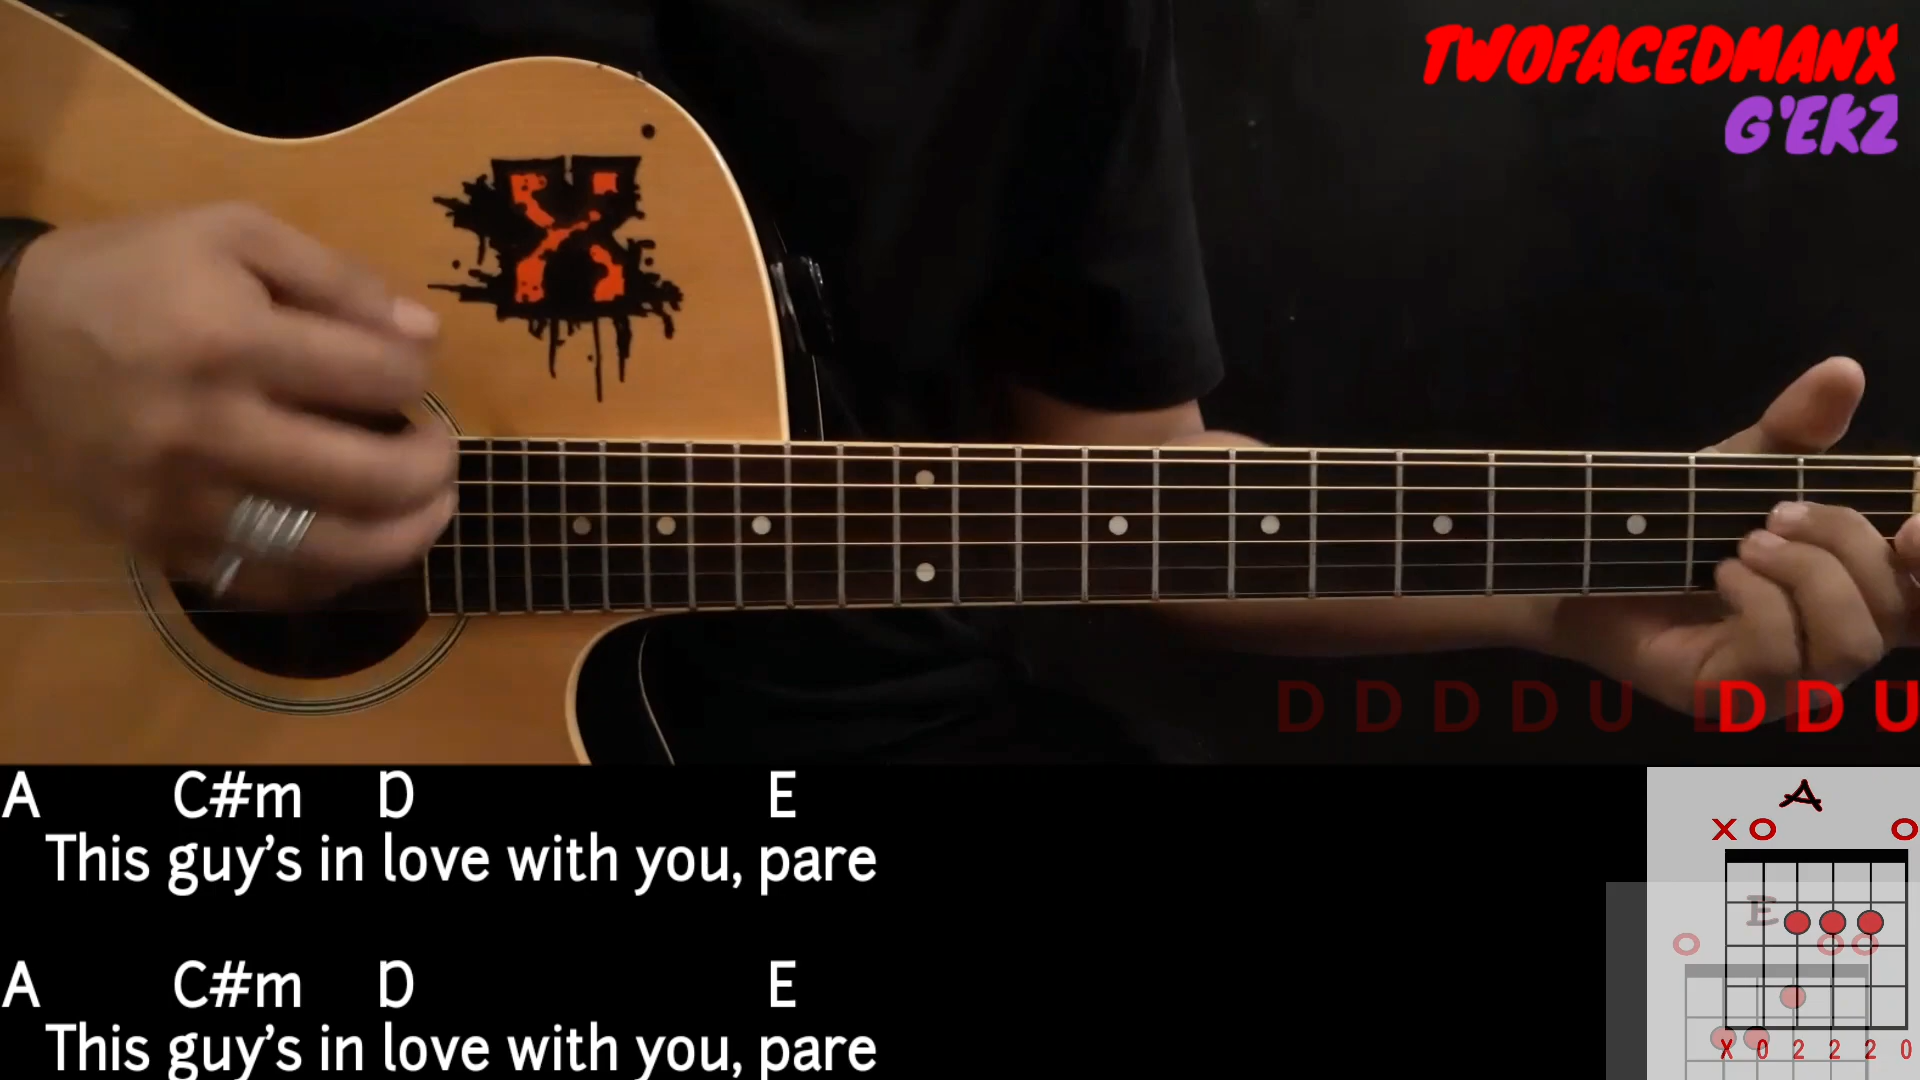 TWOFACEDMANX
G'EKZ
X
D D D D U D D U
A C#m D E
This guy's in love with you, pare
A C#m D E
This guy's in love with you, pare
A
X O O
E
O O O
X 0 2 2 2 0